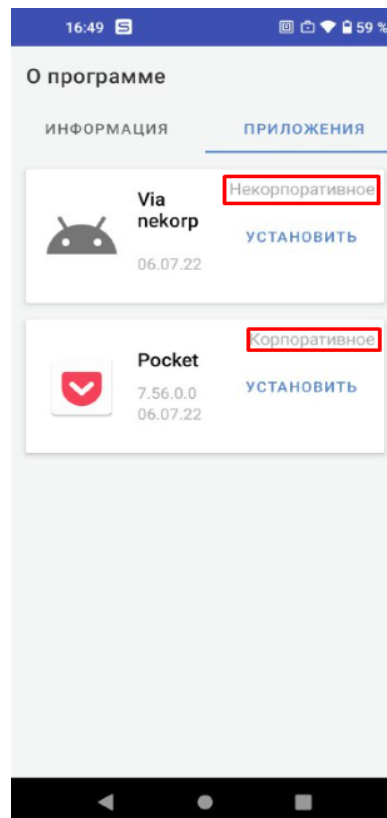 16:49 S 59 %
О программе
ИНФОРМАЦИЯ ПРИЛОЖЕНИЯ
Некорпоративное
Via
nekorp
УСТАНОВИТЬ
06.07.22
Корпоративное
Pocket
УСТАНОВИТЬ
7.56.0.0
06.07.22